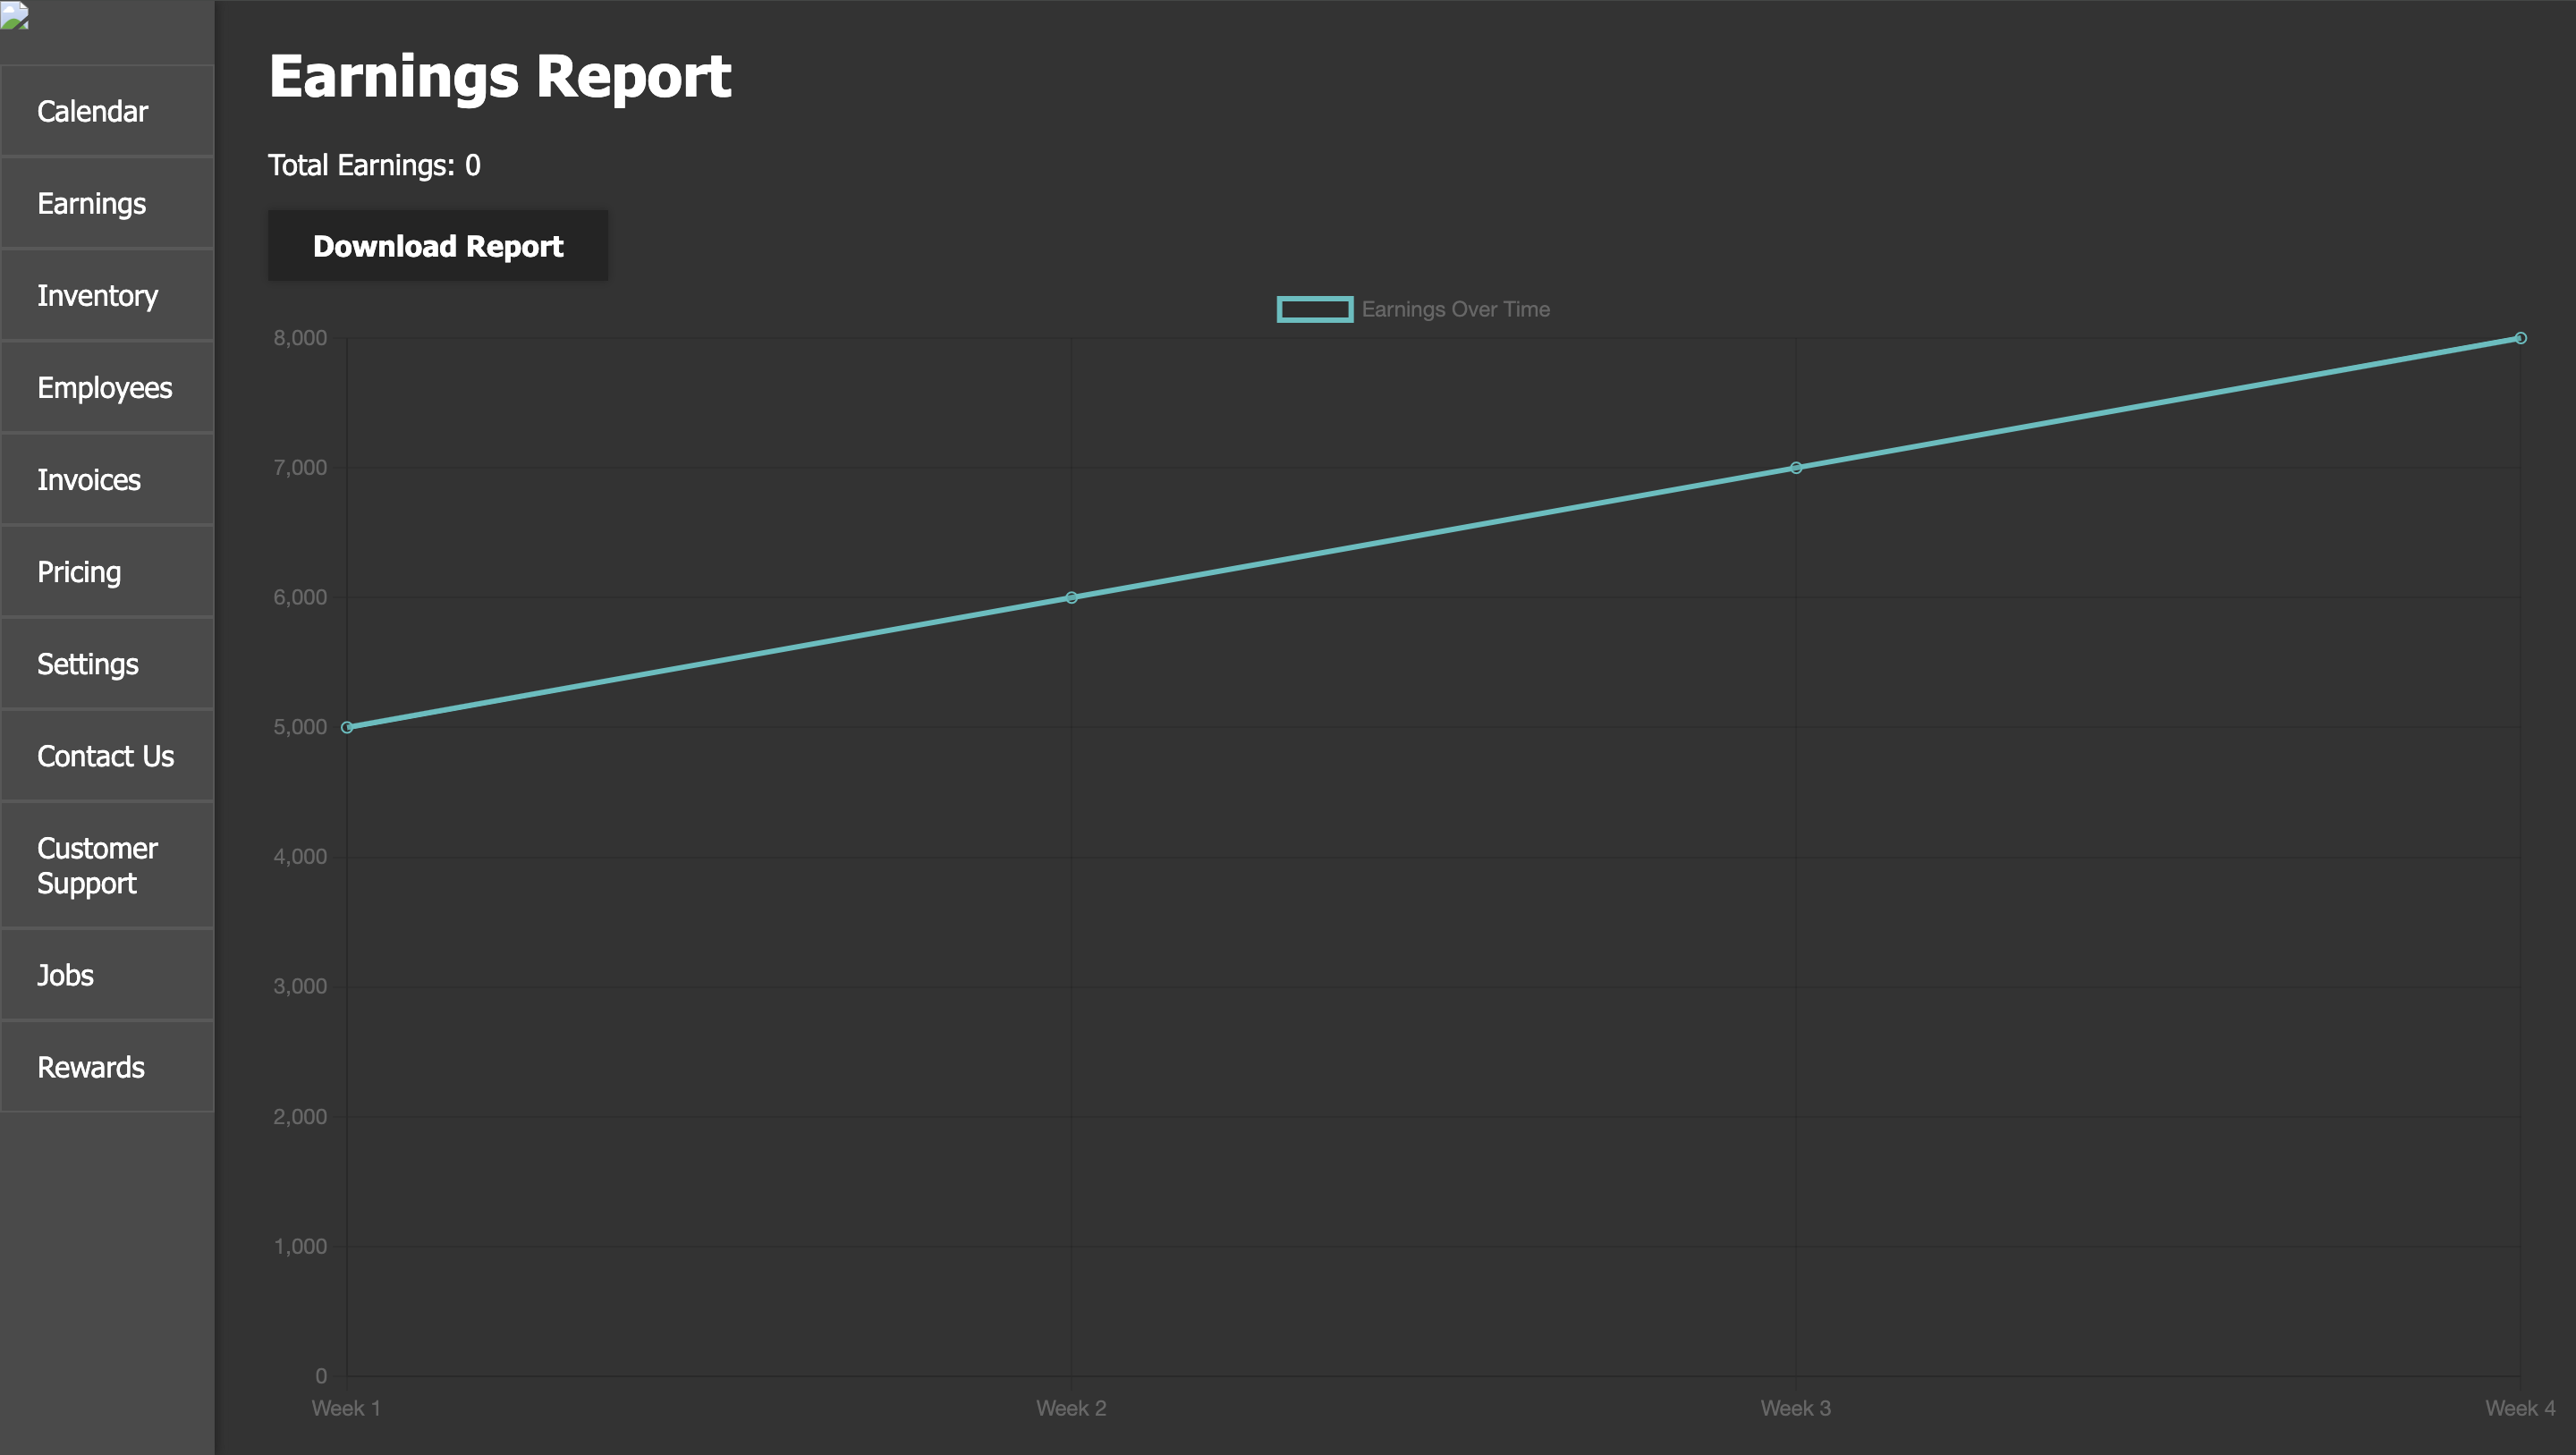 Calendar
Earnings
Inventory
Employees
Invoices
Pricing
Settings
Contact Us
Customer
Support
Jobs
Rewards
Earnings Report
Total Earnings: 0
Download Report
Earnings Over Time
8,000
7,000
6,000
5,000
4,000
3,000
2,000
1,000
0
Week 1 Week 2 Week 3 Week 4